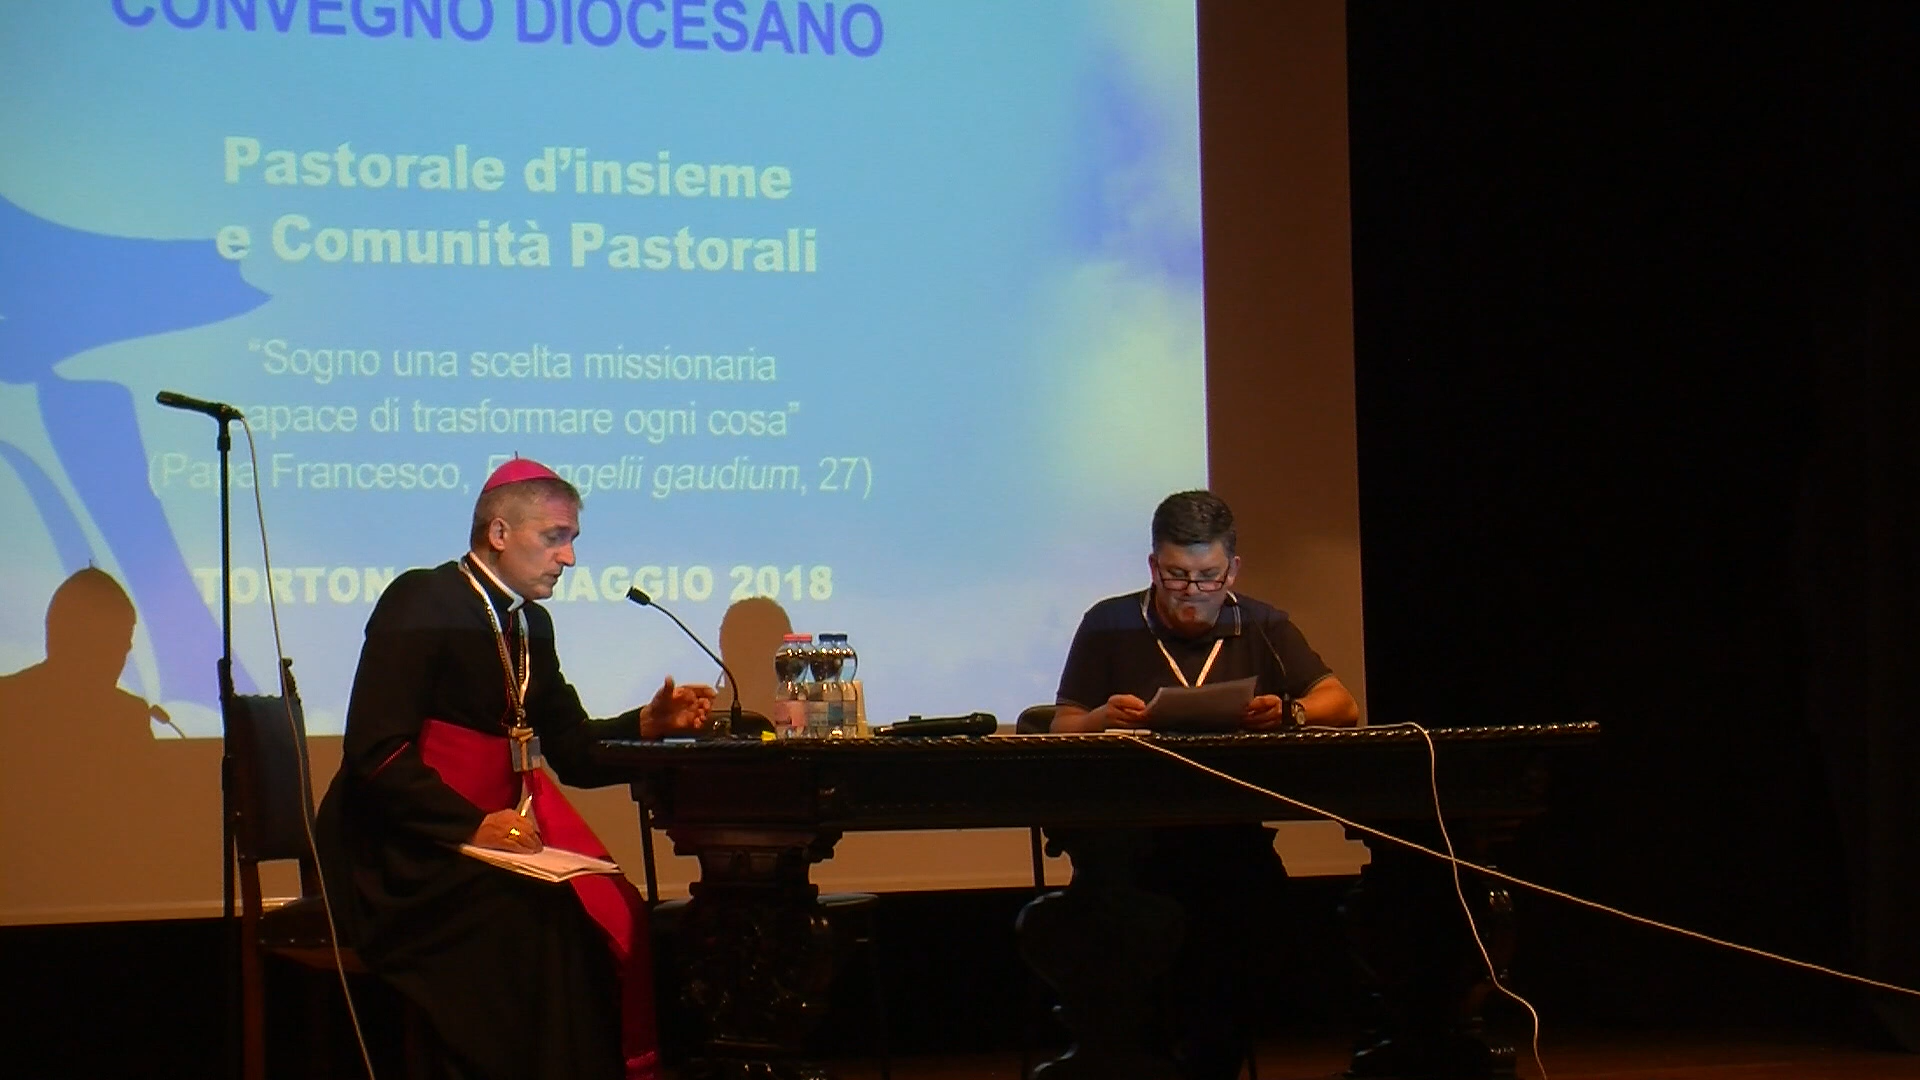 CONVEGNO DIOCESANO
Pastorale d'insieme
e Comunità Pastorali
“Sogno una scelta missionaria
capace di trasformare ogni cosa”
(Papa Francesco, Evangelii gaudium, 27)
TORTONA MAGGIO 2018